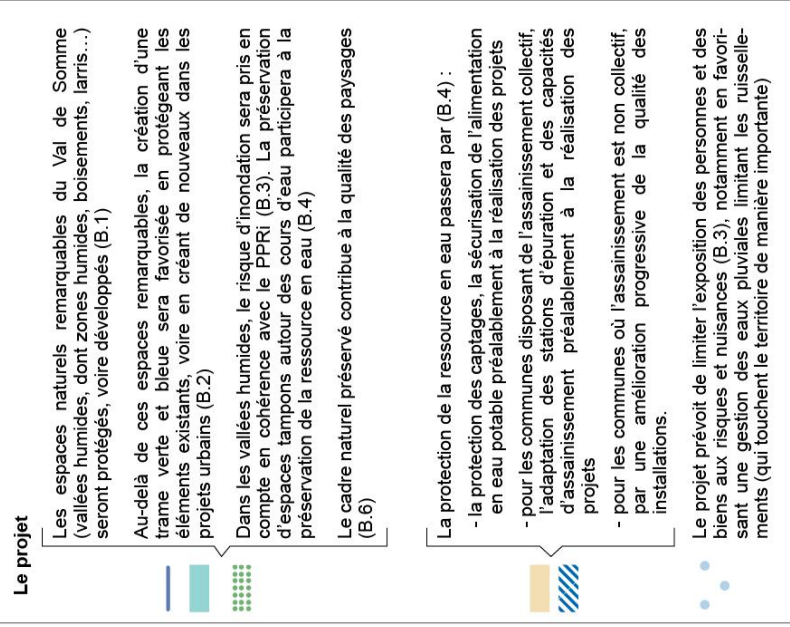 Le projet
Les espaces naturels remarquables du Val de Somme
(vallées humides, dont zones humides, boisements, larris…)
seront protégés, voire développés (B.1)
Au-delà de ces espaces remarquables, la création d'une
trame verte et bleue sera favorisée en protégeant les
éléments existants, voire en créant de nouveaux dans les
projets urbains (B.2)
Dans les vallées humides, le risque d'inondation sera pris en
compte en cohérence avec le PPRi (B.3). La préservation
d'espaces tampons autour des cours d'eau participera à la
préservation de la ressource en eau (B.4)
Le cadre naturel préservé contribue à la qualité des paysages
(B.6)
La protection de la ressource en eau passera par (B.4) :
- la protection des captages, la sécurisation de l'alimentation
en eau potable préalablement à la réalisation des projets
- pour les communes disposant de l'assainissement collectif,
l'adaptation des stations d'épuration et des capacités
d'assainissement préalablement à la réalisation des
projets
- pour les communes où l'assainissement est non collectif,
par une amélioration progressive de la qualité des
installations.
Le projet prévoit de limiter l'exposition des personnes et des
biens aux risques et nuisances (B.3), notamment en favori-
sant une gestion des eaux pluviales limitant les ruisselle-
ments (qui touchent le territoire de manière importante)